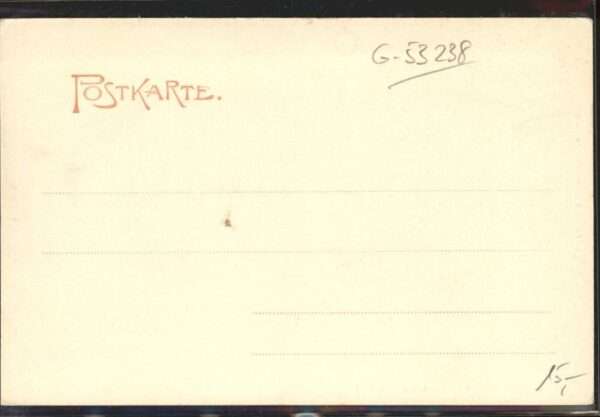 G-53238
POSTKARTE.
15,-